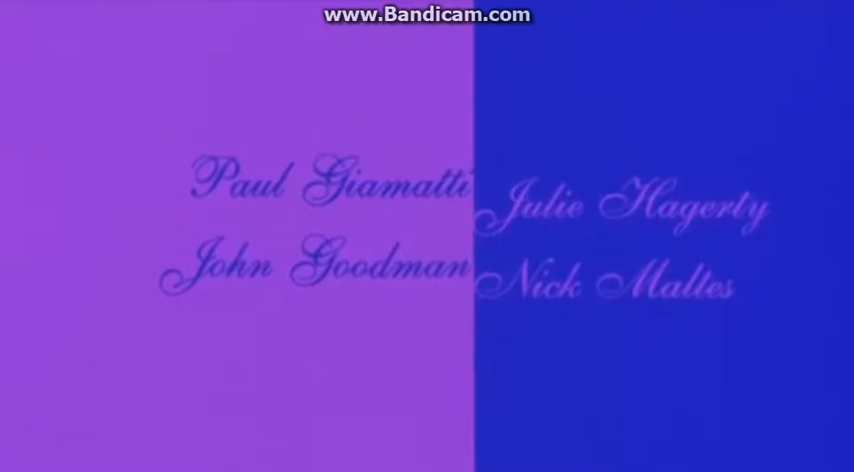 www.Bandicam.com
Paul Giamatti
Julie Hagerty
John Goodman
Nick Maltes